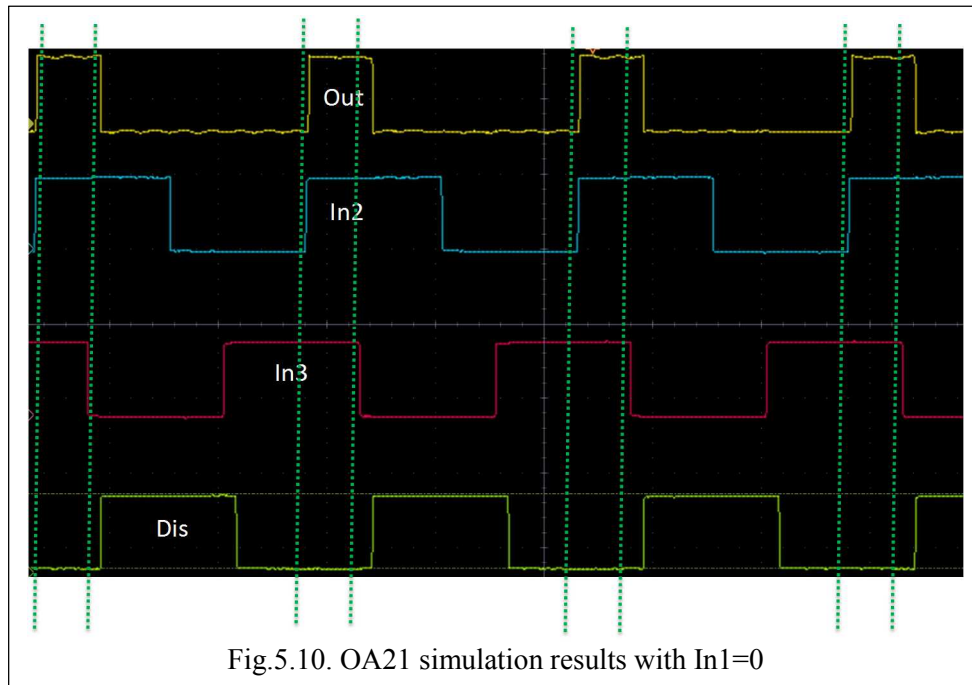 Out
In2
In3
Dis
Fig.5.10. OA21 simulation results with In1=0